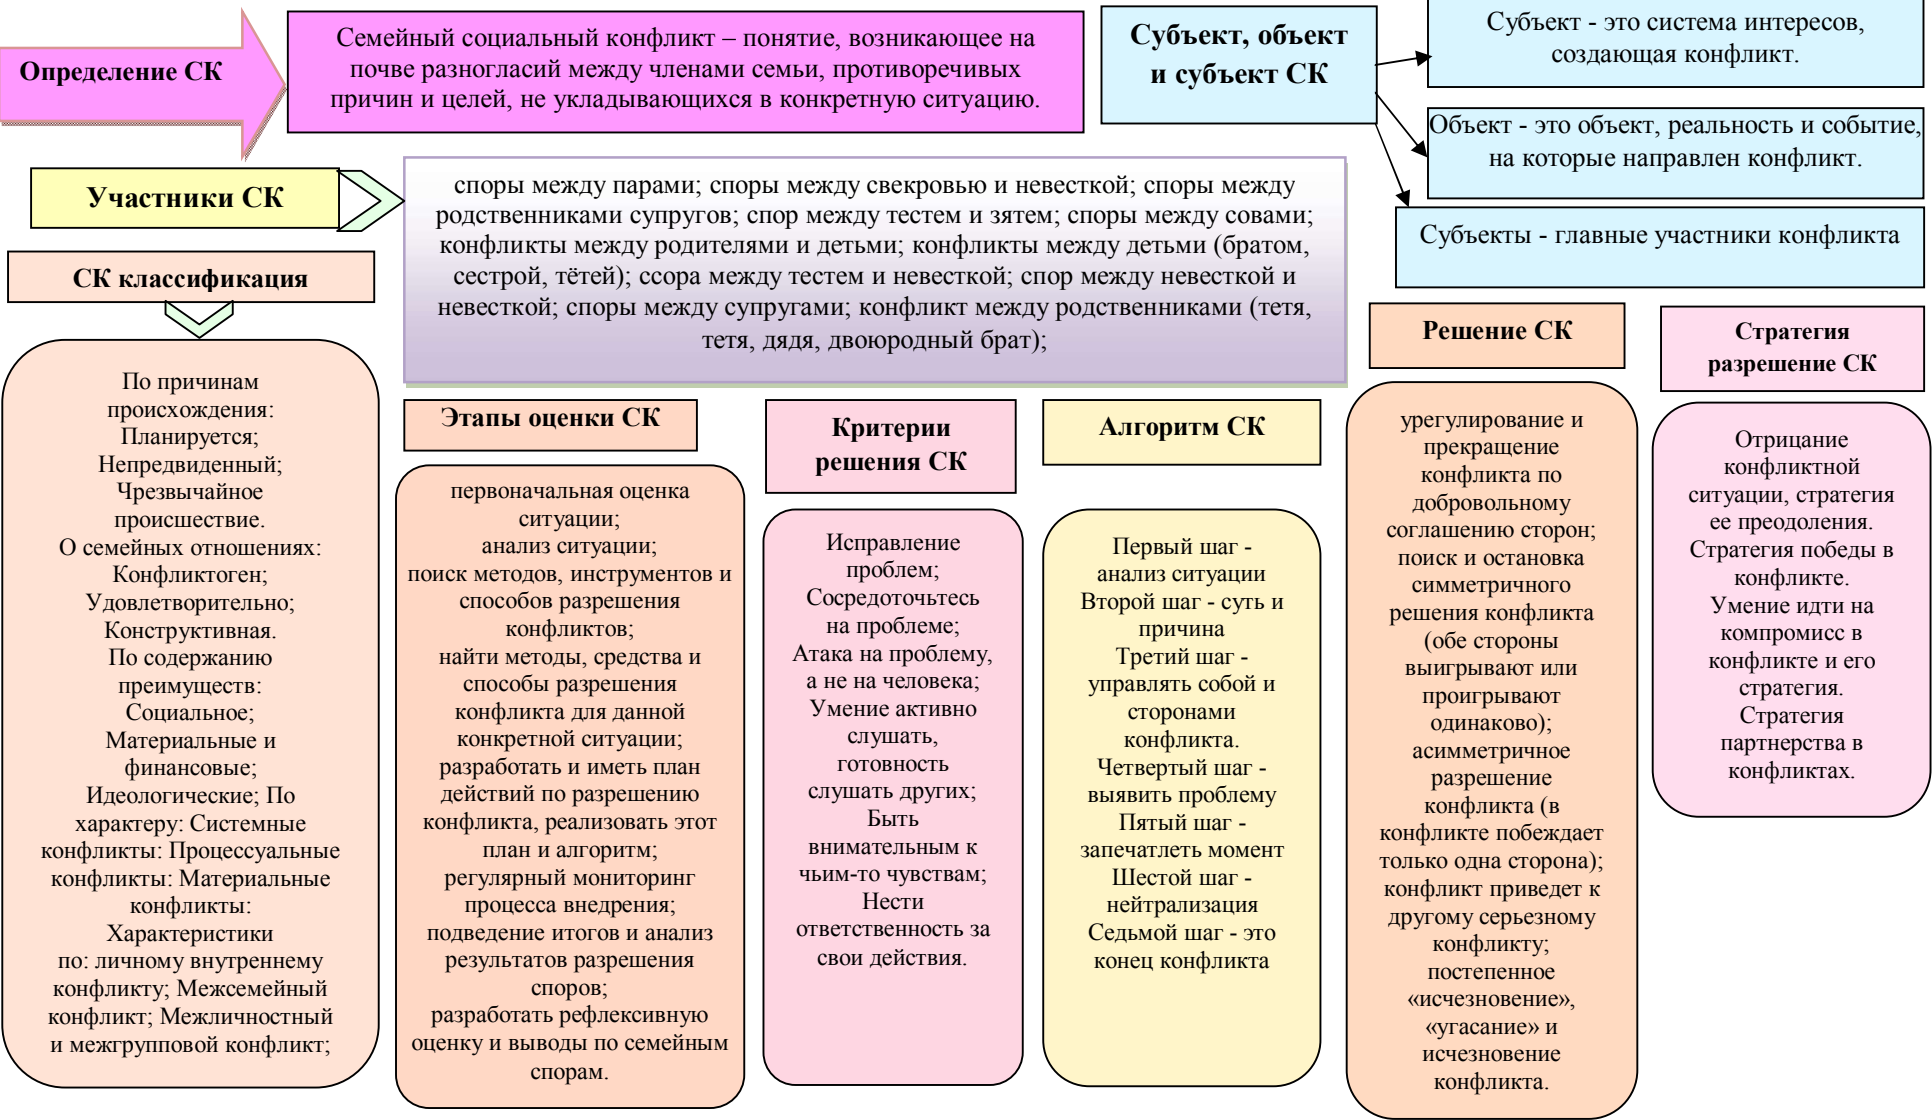 Определение СК
Семейный социальный конфликт – понятие, возникающее на
почве разногласий между членами семьи, противоречивых
причин и целей, не укладывающихся в конкретную ситуацию.
Субъект, объект
и субъект СК
Субъект - это система интересов,
создающая конфликт.
Объект - это объект, реальность и событие,
на которые направлен конфликт.
Субъекты - главные участники конфликта
Участники СК
споры между парами; споры между свекровью и невесткой; споры между
родственниками супругов; спор между тестем и зятем; споры между совами;
конфликты между родителями и детьми; конфликты между детьми (братом,
сестрой, тётей); ссора между тестем и невесткой; спор между невесткой и
невесткой; споры между супругами; конфликт между родственниками (тетя,
тетя, дядя, двоюродный брат);
СК классификация
По причинам
происхождения:
Планируется;
Непредвиденный;
Чрезвычайное
происшествие.
О семейных отношениях:
Конфликтоген;
Удовлетворительно;
Конструктивная.
По содержанию
преимуществ:
Социальное;
Материальные и
финансовые;
Идеологические; По
характеру: Системные
конфликты: Процессуальные
конфликты: Материальные
конфликты:
Характеристики
по: личному внутреннему
конфликту; Межсемейный
конфликт; Межличностный
и межгрупповой конфликт;
Этапы оценки СК
первоначальная оценка
ситуации;
анализ ситуации;
поиск методов, инструментов и
способов разрешения
конфликтов;
найти методы, средства и
способы разрешения
конфликта для данной
конкретной ситуации;
разработать и иметь план
действий по разрешению
конфликта, реализовать этот
план и алгоритм;
регулярный мониторинг
процесса внедрения;
подведение итогов и анализ
результатов разрешения
споров;
разработать рефлексивную
оценку и выводы по семейным
спорам.
Критерии
решения СК
Исправление
проблем;
Сосредоточьтесь
на проблеме;
Атака на проблему,
а не на человека;
Умение активно
слушать,
готовность
слушать других;
Быть
внимательным к
чьим-то чувствам;
Нести
ответственность за
свои действия.
Алгоритм СК
Первый шаг -
анализ ситуации
Второй шаг - суть и
причина
Третий шаг -
управлять собой и
сторонами
конфликта.
Четвертый шаг -
выявить проблему
Пятый шаг -
запечатлеть момент
Шестой шаг -
нейтрализация
Седьмой шаг - это
конец конфликта
Решение СК
урегулирование и
прекращение
конфликта по
добровольному
соглашению сторон;
поиск и остановка
симметричного
решения конфликта
(обе стороны
выигрывают или
проигрывают
одинаково);
асимметричное
разрешение
конфликта (в
конфликте побеждает
только одна сторона);
конфликт приведет к
другому серьезному
конфликту;
постепенное
«исчезновение»,
«угасание» и
исчезновение
конфликта.
Стратегия
разрешение СК
Отрицание
конфликтной
ситуации, стратегия
ее преодоления.
Стратегия победы в
конфликте.
Умение идти на
компромисс в
конфликте и его
стратегия.
Стратегия
партнерства в
конфликтах.